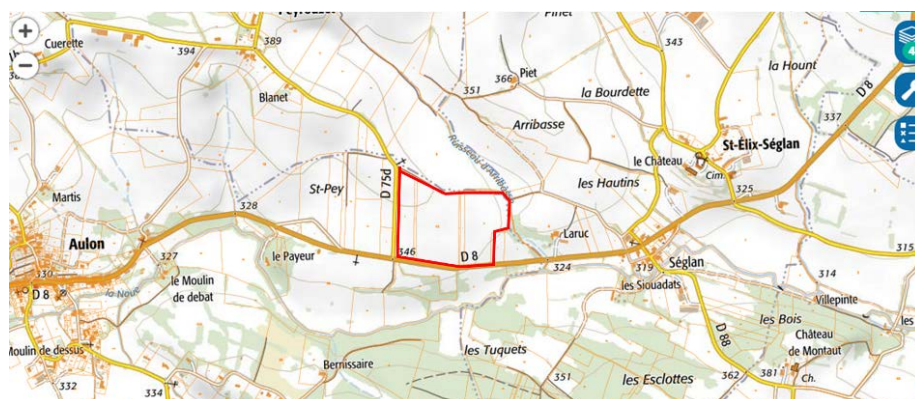 Cuerette
394
389
Piet
366
343
la Hount
Blanet
351
la Bourdette
D 8
337
Arribasse
St-Élix-Séglan
le Château
Cim.
325
Martis
St-Pey
D 75d
les Hautins
328
Aulon
le Payeur
346
D 8
Laruc
324
315
327
330
D 8
le Moulin
de debat
319
Séglan
314
les Siouadats
Villepinte
les
Moulin de dessus
les Tuquets
D 88
les Bois
Château
de Montaut
Bernissaire
351
362
381
Ch.
332
334
les Esclottes
4